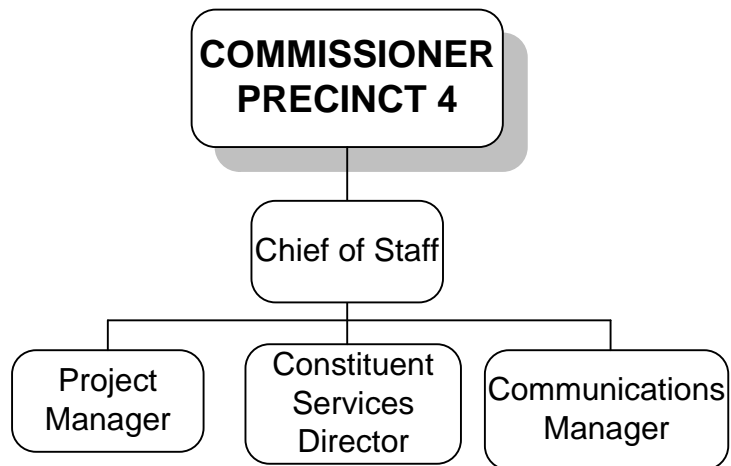 COMMISSIONER
PRECINCT 4
Chief of Staff
Project
Manager
Constituent
Services
Director
Communications
Manager